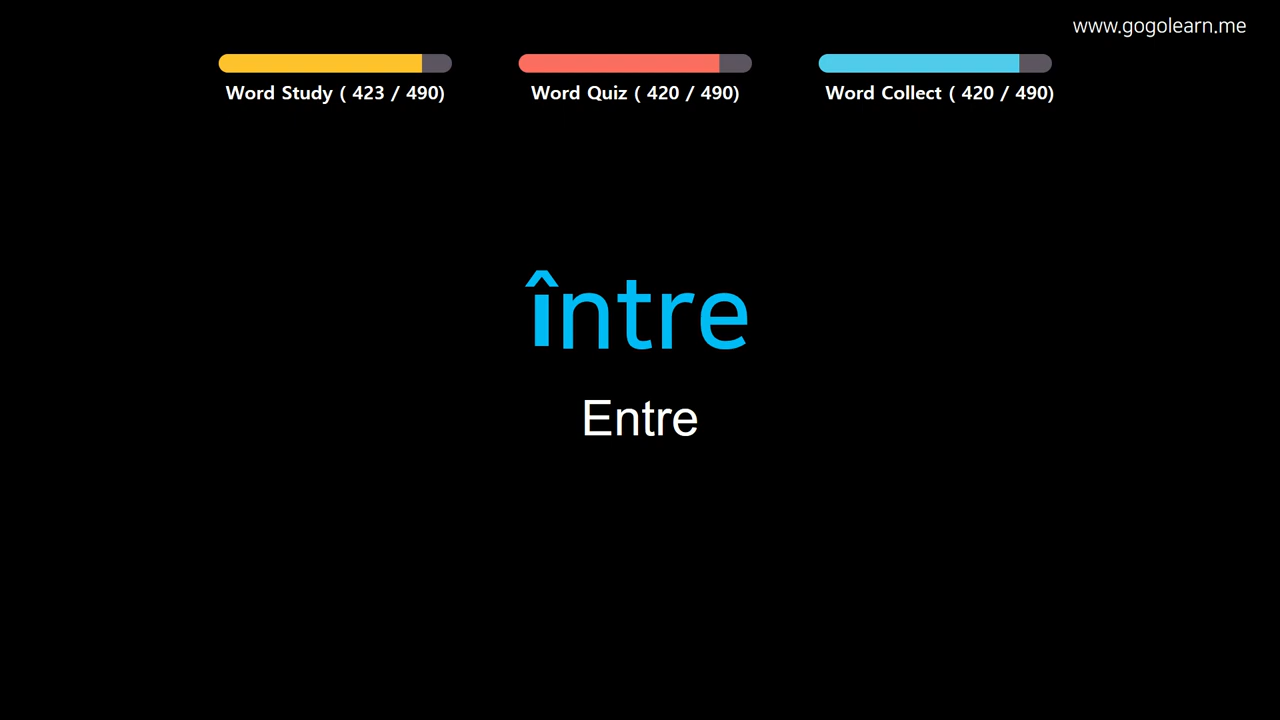 www.gogolearn.me
Word Study ( 423 / 490)
Word Quiz ( 420 / 490)
Word Collect ( 420 / 490)
între
Entre